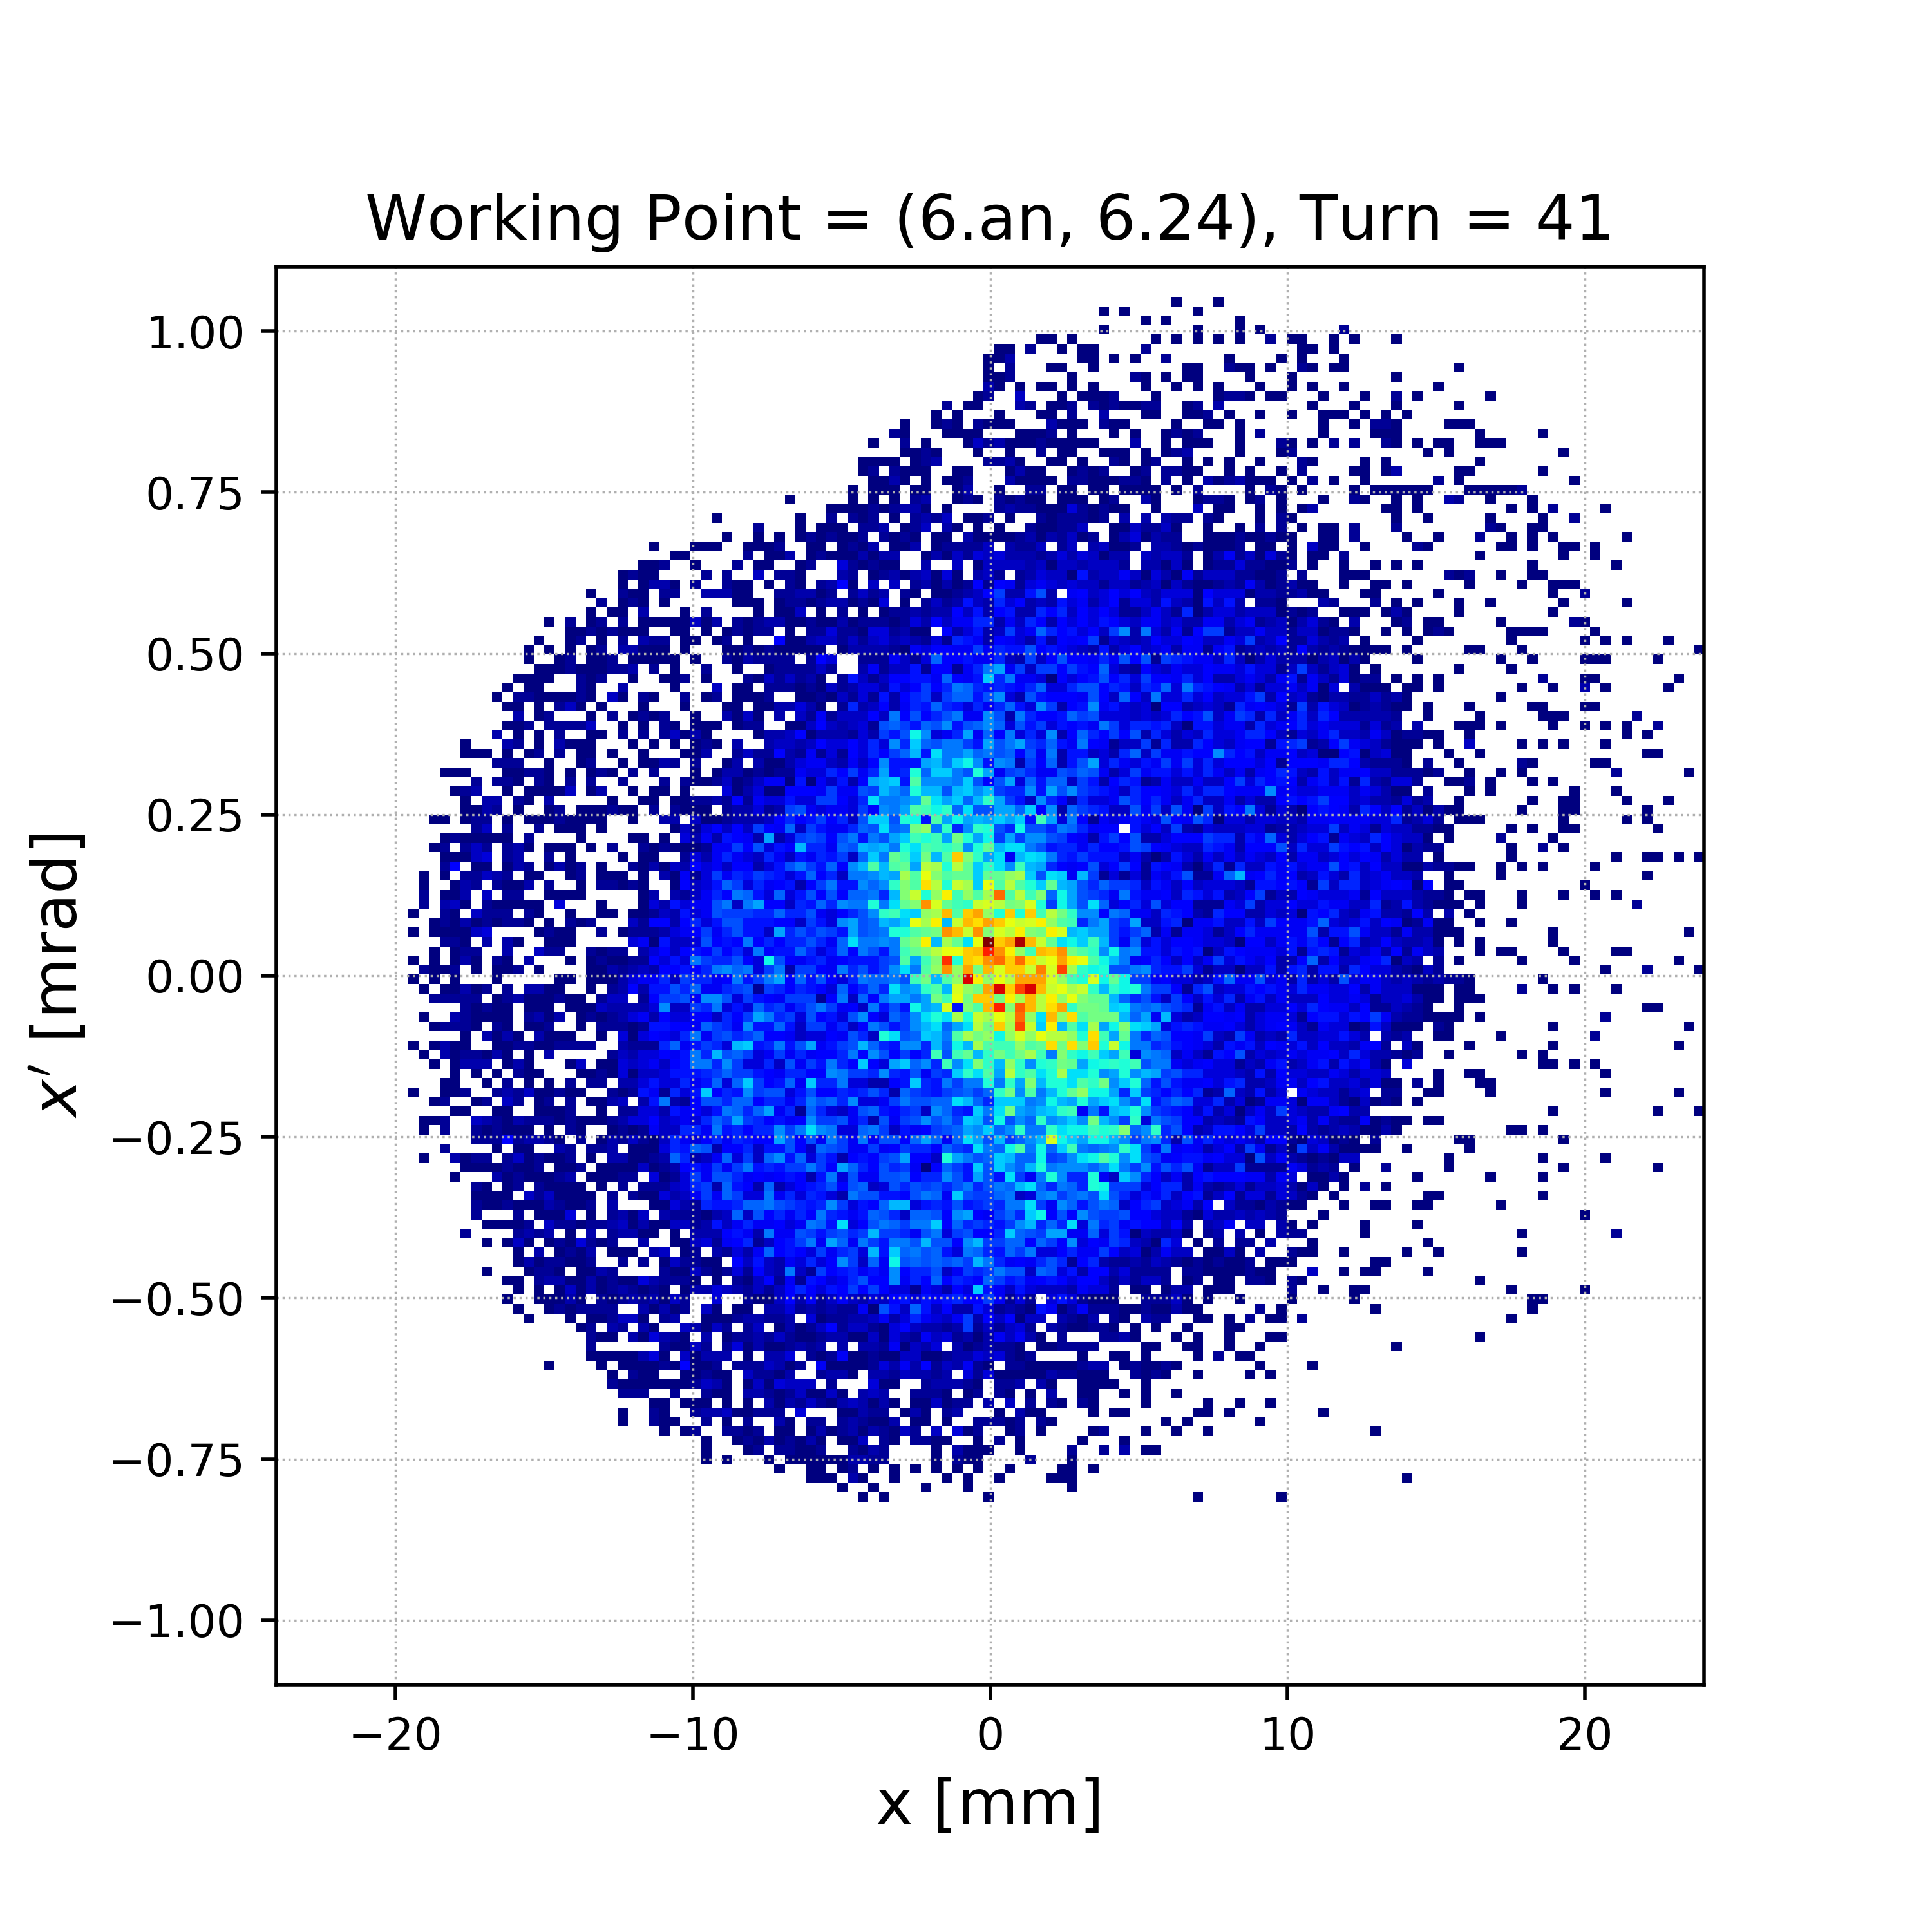 Working Point = (6.an, 6.24), Turn = 41
1.00
0.75
0.50
0.25
0.00
−0.25
−0.50
−0.75
−1.00
x′ [mrad]
−20 −10 0 10 20
x [mm]